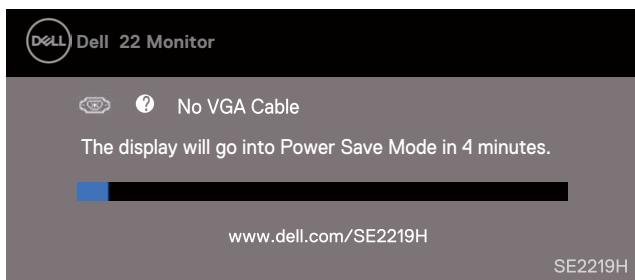 DELL Dell 22 Monitor
? No VGA Cable
The display will go into Power Save Mode in 4 minutes.
www.dell.com/SE2219H
SE2219H